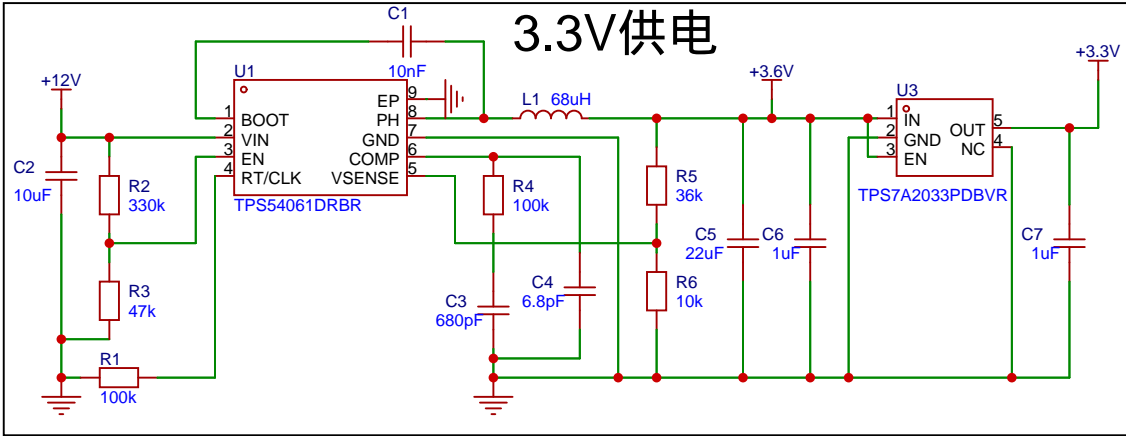 3.3V供电
C1
10nF
+12V
U1
1 BOOT
2 VIN
3 EN
4 RT/CLK
EP 9
PH 8
GND 7
COMP 6
VSENSE 5
TPS54061DRBR
C2
10uF
R2
330k
R3
47k
R1
100k
L1 68uH
R4
100k
C3
680pF
C4
6.8pF
R5
36k
R6
10k
+3.6V
C5
22uF
C6
1uF
U3
1 IN
2 GND
3 EN
OUT 5
NC 4
TPS7A2033PDBVR
+3.3V
C7
1uF